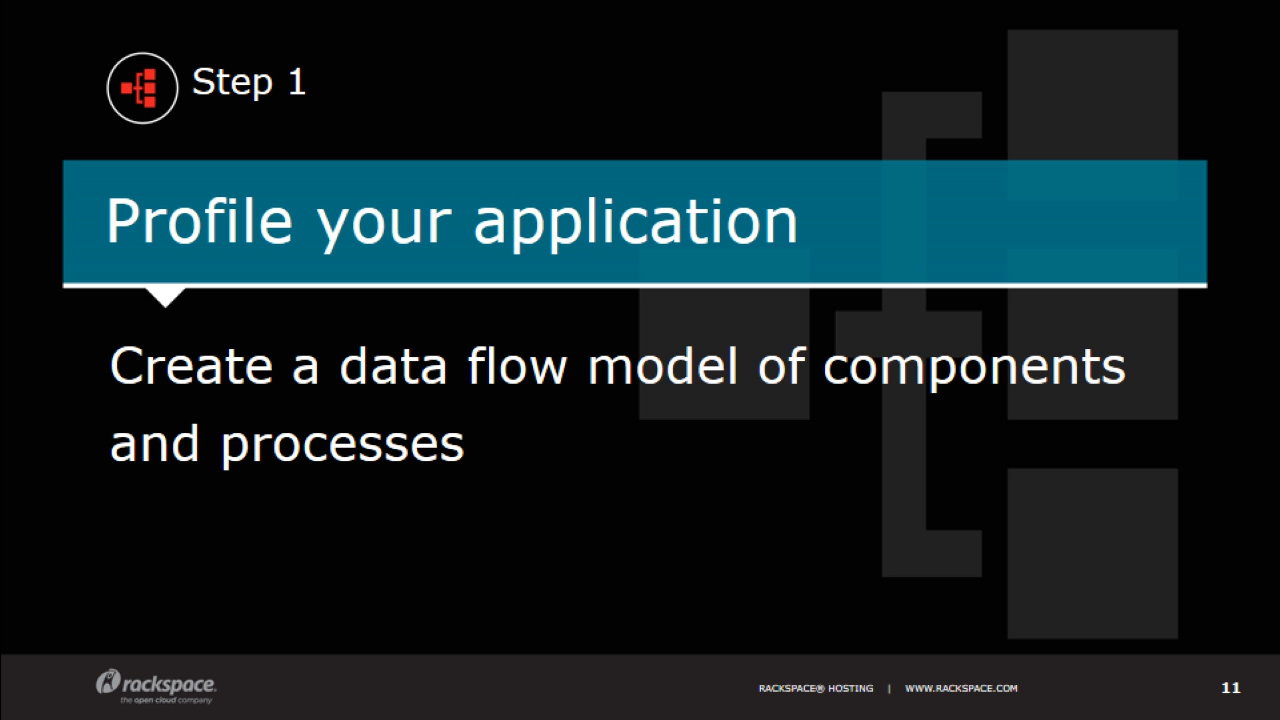 Step 1
Profile your application
Create a data flow model of components
and processes
rackspace.
the open cloud company
RACKSPACE® HOSTING | WWW.RACKSPACE.COM
11